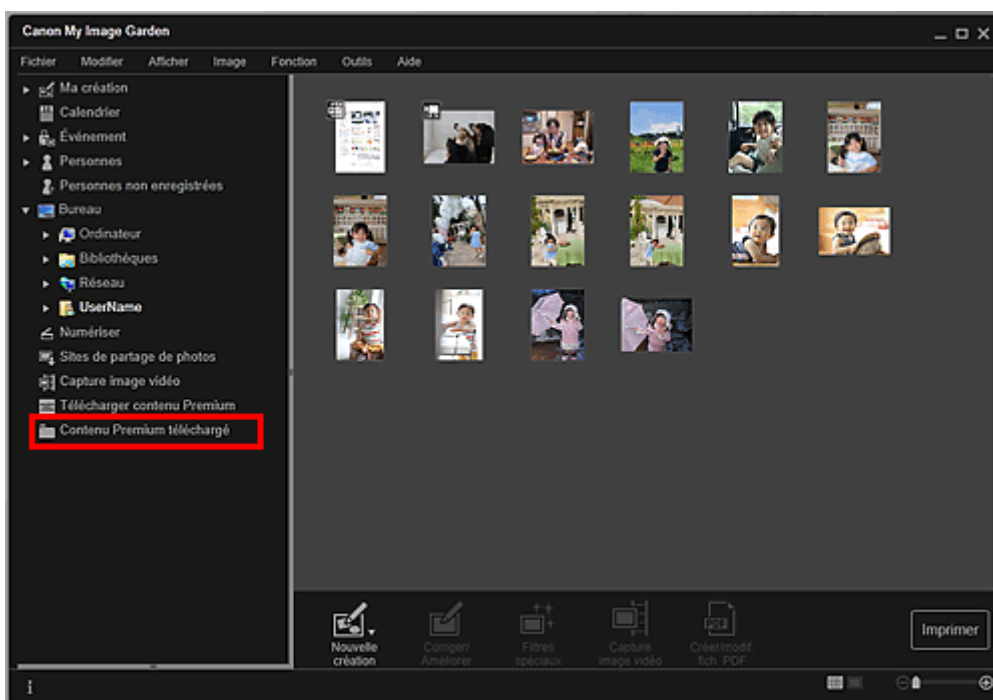 Canon My Image Garden
Fichier Modifier Afficher Image Fonction Outils Aide
Ma création
Calendrier
Événement
Personnes
Personnes non enregistrées
Bureau
Ordinateur
Bibliothèques
Réseau
UserName
Numériser
Sites de partage de photos
Capture image vidéo
Télécharger contenu Premium
Contenu Premium téléchargé
Nouvelle
création
Corriger/
Améliorer
Filtres
spéciaux
Capture
image vidéo
Créer/modif.
fich. PDF
Imprimer